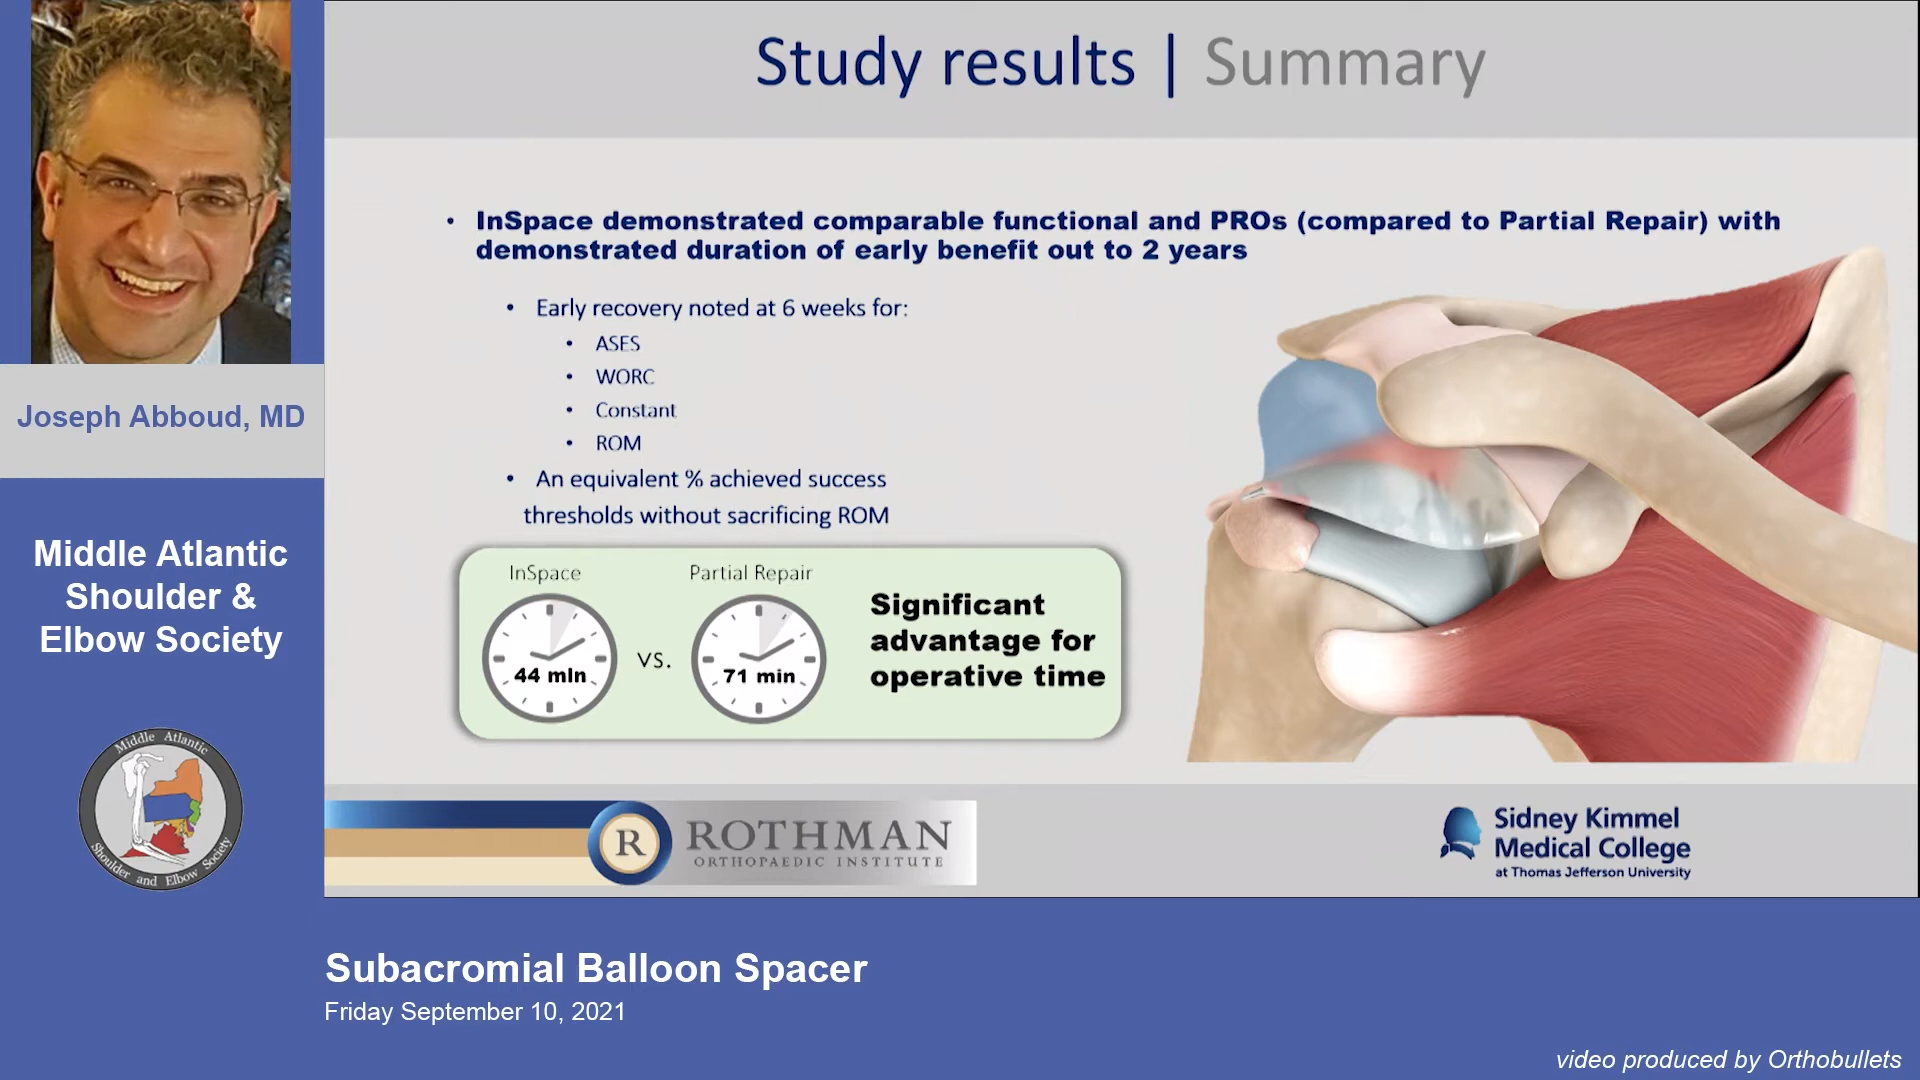 Study results | Summary
• InSpace demonstrated comparable functional and PROs (compared to Partial Repair) with
demonstrated duration of early benefit out to 2 years
• Early recovery noted at 6 weeks for:
• ASES
• WORC
• Constant
• ROM
• An equivalent % achieved success
thresholds without sacrificing ROM
InSpace
Partial Repair
44 mIn
vs.
71 min
Significant
advantage for
operative time
R
ROTHMAN
ORTHOPAEDIC INSTITUTE
Sidney Kimmel
Medical College
at Thomas Jefferson University
Joseph Abboud, MD
Middle Atlantic
Shoulder &
Elbow Society
Middle Atlantic
Shoulder and Elbow Society
Subacromial Balloon Spacer
Friday September 10, 2021
video produced by Orthobullets